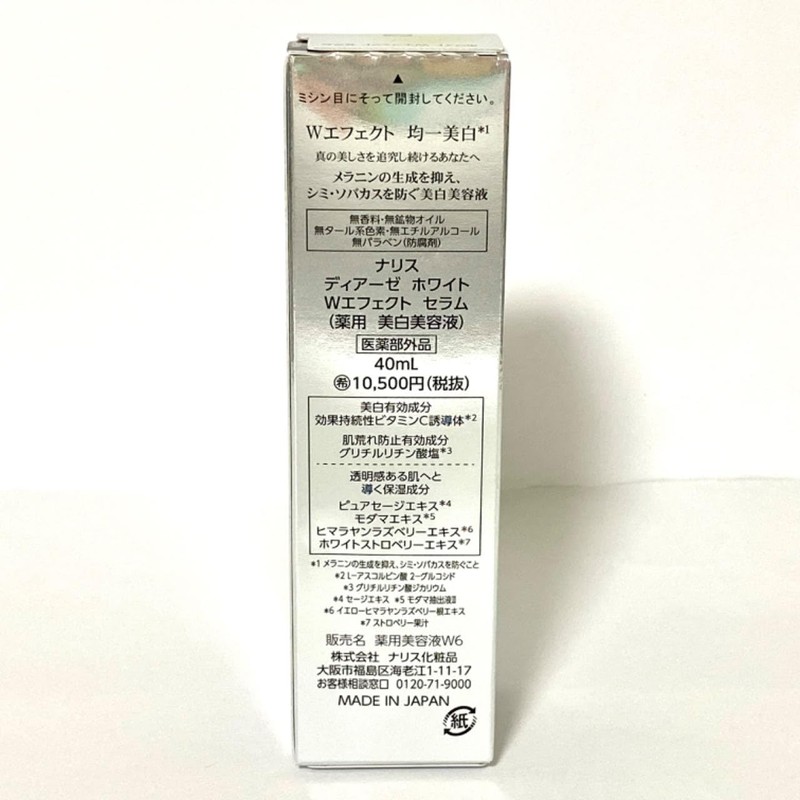 ▲
ミシン目にそって開封してください。
Wエフェクト 均一美白*1
真の美しさを追究し続けるあなたへ
メラニンの生成を抑え、
シミ・ソバカスを防ぐ美白美容液
無香料・無鉱物オイル
無タール系色素・無エチルアルコール
無パラベン(防腐剤)
ナリス
ディアーゼ ホワイト
Wエフェクト セラム
(薬用 美白美容液)
医薬部外品
40mL
㊒10,500円(税抜)
美白有効成分
効果持続性ビタミンC誘導体*2
肌荒れ防止有効成分
グリチルリチン酸塩*3
透明感ある肌へと
導く保湿成分
ピュアセージエキス*4
モダマエキス*5
ヒマラヤンラズベリーエキス*6
ホワイトストロベリーエキス*7
*1 メラニンの生成を抑え、シミ・ソバカスを防ぐこと
*2 L-アスコルビン酸 2-グルコシド
*3 グリチルリチン酸ジカリウム
*4 セージエキス *5 モダマ抽出液Ⅱ
*6 イエローヒマラヤンラズベリー根エキス
*7 ストロベリー果汁
販売名 薬用美容液W6
株式会社 ナリス化粧品
大阪市福島区海老江1-11-17
お客様相談窓口 0120-71-9000
MADE IN JAPAN
紙